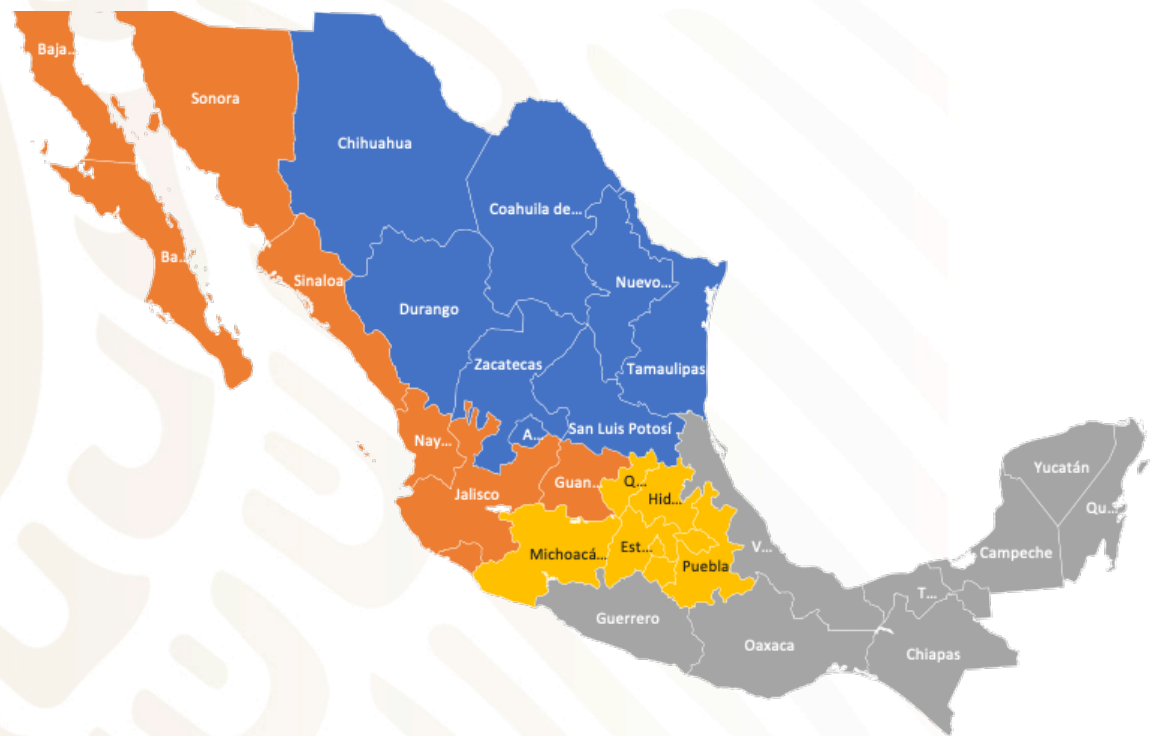 Baja...
Sonora
Chihuahua
Coahuila de...
Ba...
Sinaloa
Nuevo...
Durango
Zacatecas
Tamaulipas
A...
San Luis Potosí
Nay...
Jalisco
Guan...
Q...
Hid...
Yucatán
Qu...
Michoacá...
Est...
Puebla
V...
Campeche
T...
Guerrero
Oaxaca
Chiapas